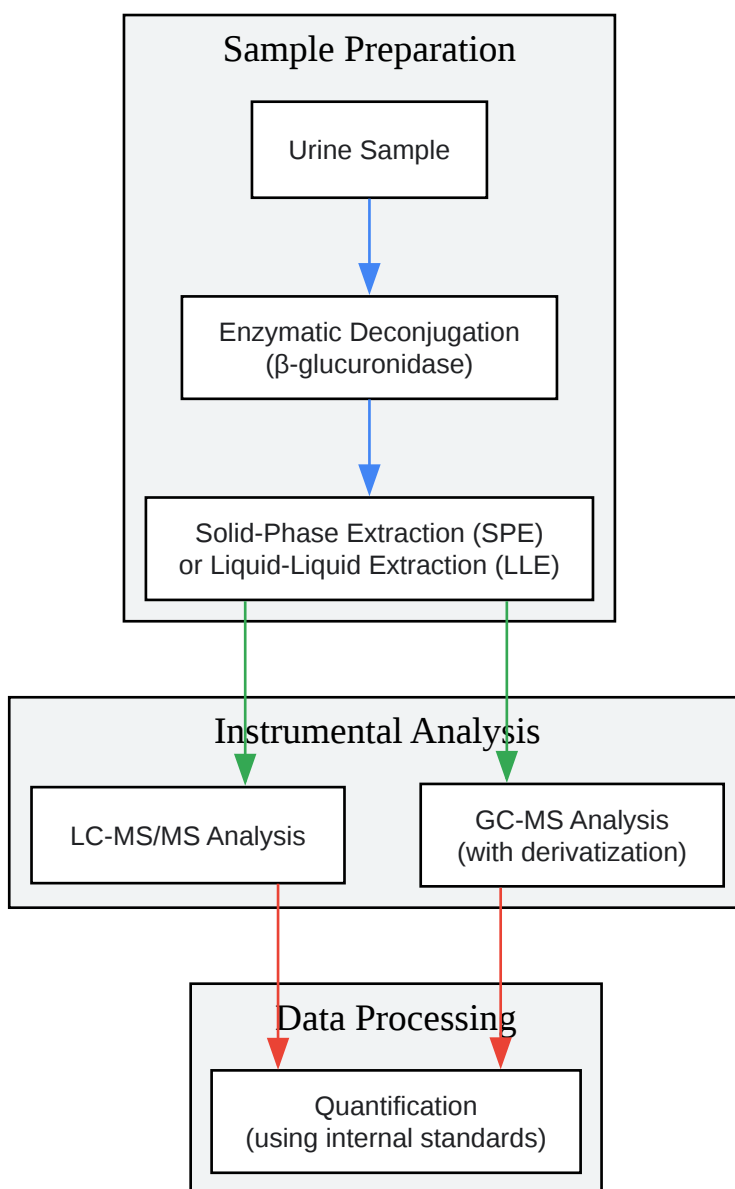 Sample Preparation
Urine Sample
Enzymatic Deconjugation
(β-glucuronidase)
Solid-Phase Extraction (SPE)
or Liquid-Liquid Extraction (LLE)
Instrumental Analysis
LC-MS/MS Analysis
GC-MS Analysis
(with derivatization)
Data Processing
Quantification
(using internal standards)